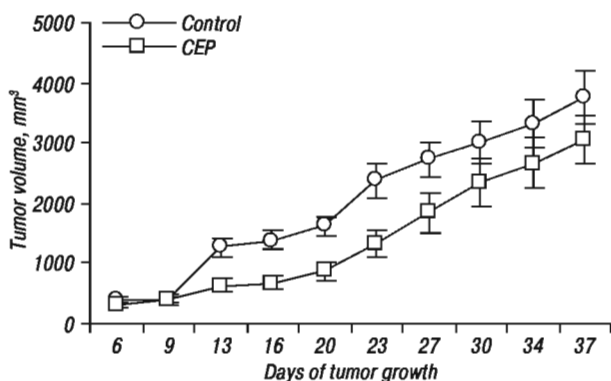 5000
4000
3000
2000
1000
0
Tumor volume, mm³
Control
CEP
6 9 13 16 20 23 27 30 34 37
Days of tumor growth